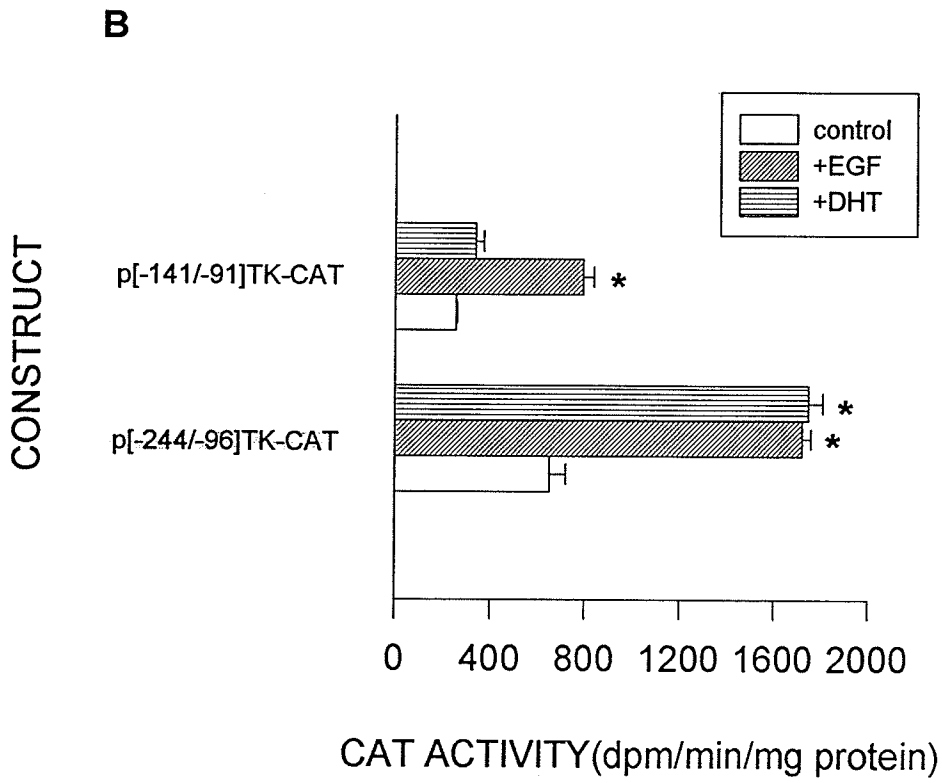 B
control
+EGF
+DHT
CONSTRUCT
p[-141/-91]TK-CAT
*
p[-244/-96]TK-CAT
*
*
0 400 800 1200 1600 2000
CAT ACTIVITY(dpm/min/mg protein)